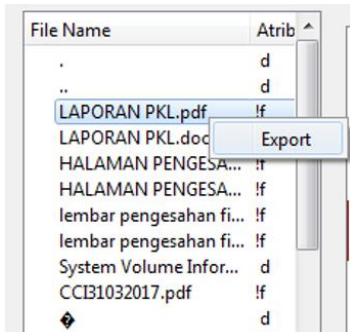 File Name Atrib
. d
.. d
LAPORAN PKL.pdf !f
LAPORAN PKL.doc
Export
HALAMAN PENGESA... !f
HALAMAN PENGESA... !f
lembar pengesahan fi... !f
lembar pengesahan fi... !f
System Volume Infor... d
CCI31032017.pdf !f
� d